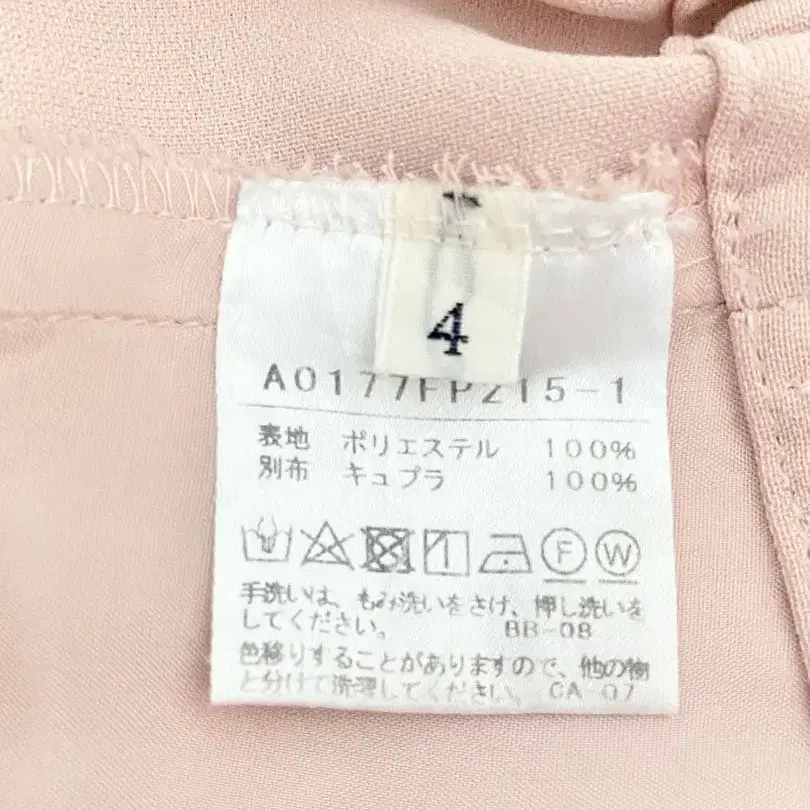 4
A0177FP215-1
表地 ポリエステル 100%
別布 キュプラ 100%
F W
手洗いは、もみ洗いをさけ、押し洗いを
してください。 BB-08
色移りすることがありますので、他の物
と分けて洗濯してください。 CA-07